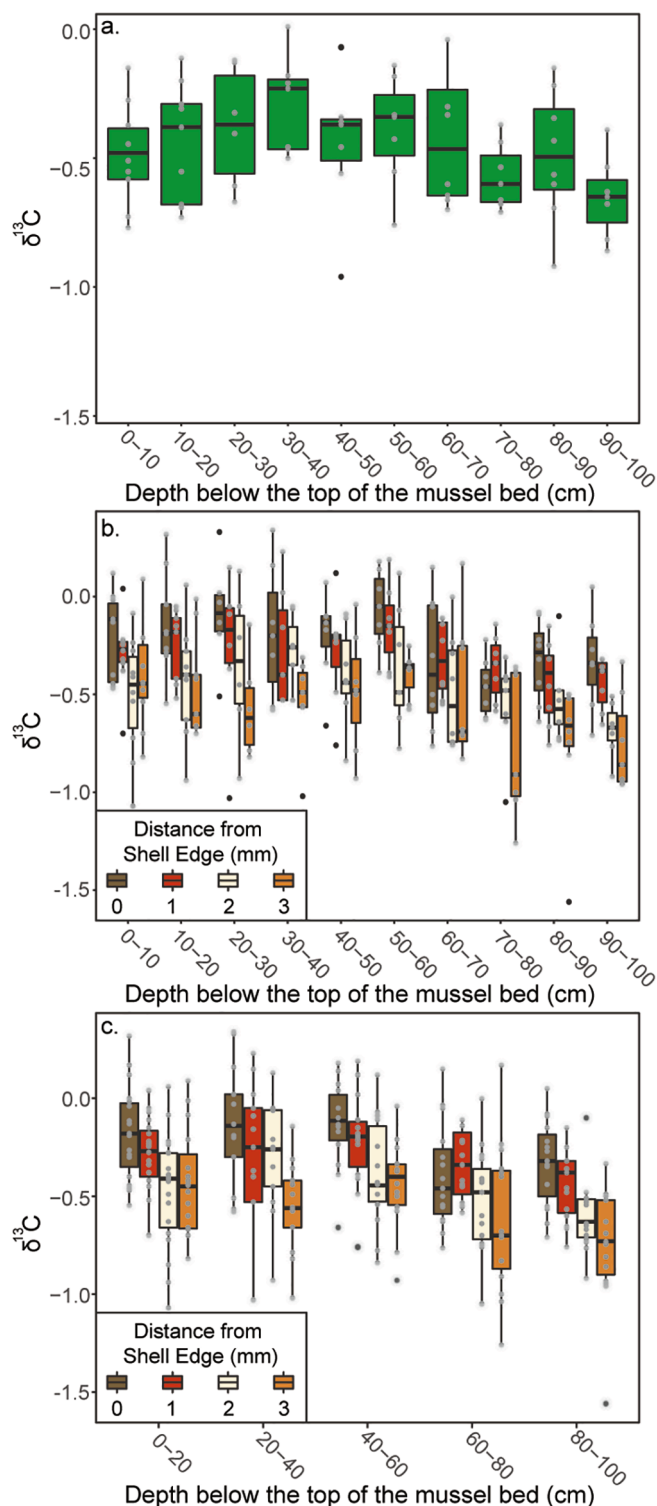 a.
0.0
−0.5
−1.0
-1.5
δ13C
0−10
10−20
20−30
30−40
40−50
50−60
60−70
70−80
80−90
90−100
Depth below the top of the mussel bed (cm)
b.
0.0
−0.5
−1.0
−1.5
δ13C
Distance from
Shell Edge (mm)
0 1 2 3
0−10
10−20
20−30
30−40
40−50
50−60
60−70
70−80
80−90
90−100
Depth below the top of the mussel bed (cm)
c.
0.0
−0.5
−1.0
−1.5
δ13C
Distance from
Shell Edge (mm)
0 1 2 3
0−20
20−40
40−60
60−80
80−100
Depth below the top of the mussel bed (cm)